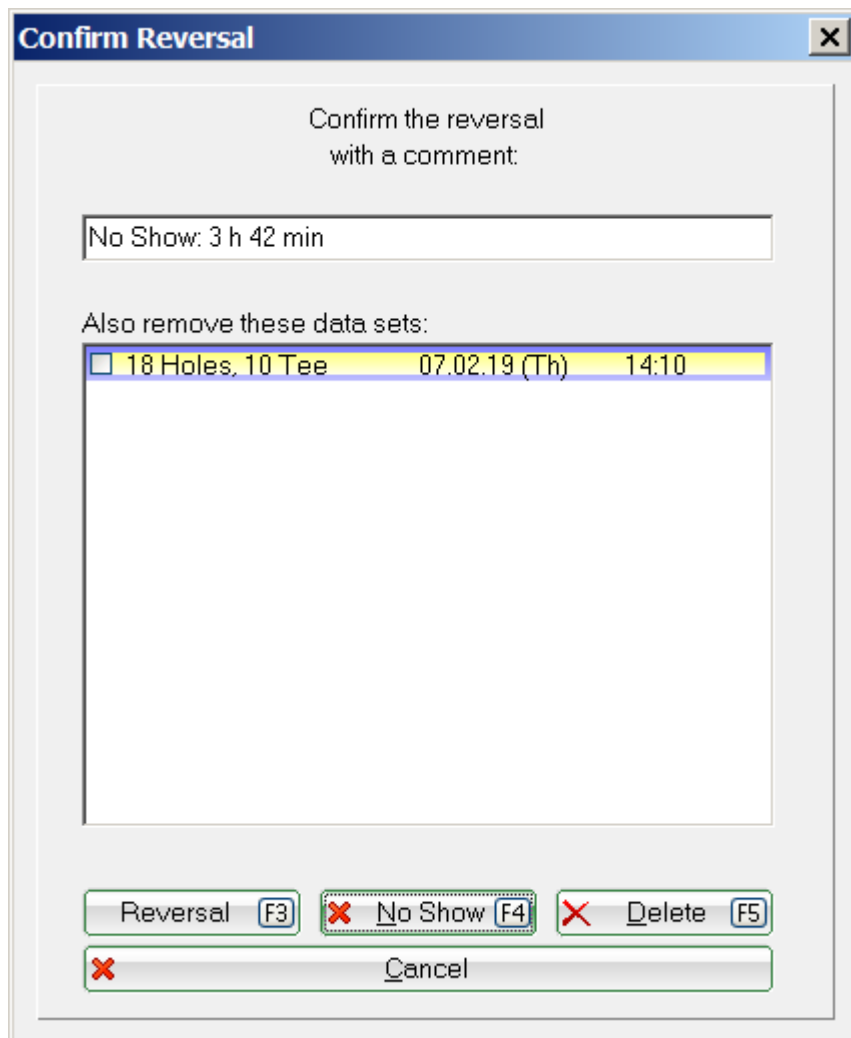 Confirm Reversal
Confirm the reversal
with a comment:
No Show: 3 h 42 min
Also remove these data sets:
18 Holes, 10 Tee 07.02.19 (Th) 14:10
Reversal F3 No Show F4 Delete F5
Cancel